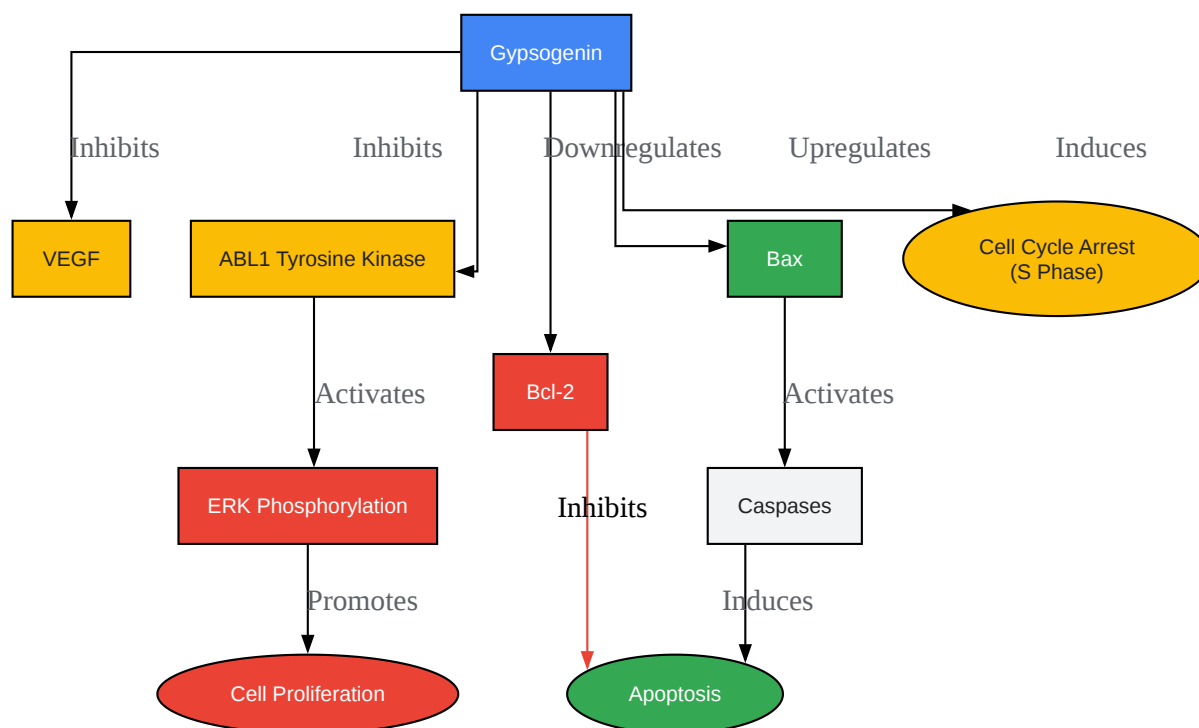 Gypsogenin
Inhibits
Inhibits
Downregulates
Upregulates
Induces
VEGF
ABL1 Tyrosine Kinase
Bax
Cell Cycle Arrest
(S Phase)
Activates
Bcl-2
Activates
ERK Phosphorylation
Inhibits
Caspases
Promotes
Induces
Cell Proliferation
Apoptosis